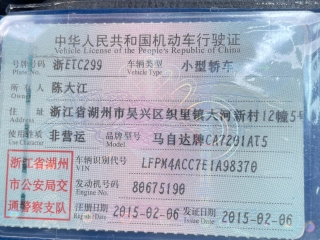 中华人民共和国机动车行驶证
Vehicle License of the People's Republic of China
号牌号码 浙ETC299 车辆类型 小型轿车
Plate No. Vehicle Type
所有人 陈大江
Owner
住址 浙江省湖州市吴兴区织里镇大河新村12幢5号
Address
使用性质 非营运 品牌型号 马自达牌CA7201AT5
Use Character Model
浙江省湖州
市公安局交
通警察支队
车辆识别代号 LFPM4ACC7E1A98370
VIN
发动机号码 80675190
Engine No.
注册日期 2015-02-06 发证日期 2015-02-06
Register Date Issue Date